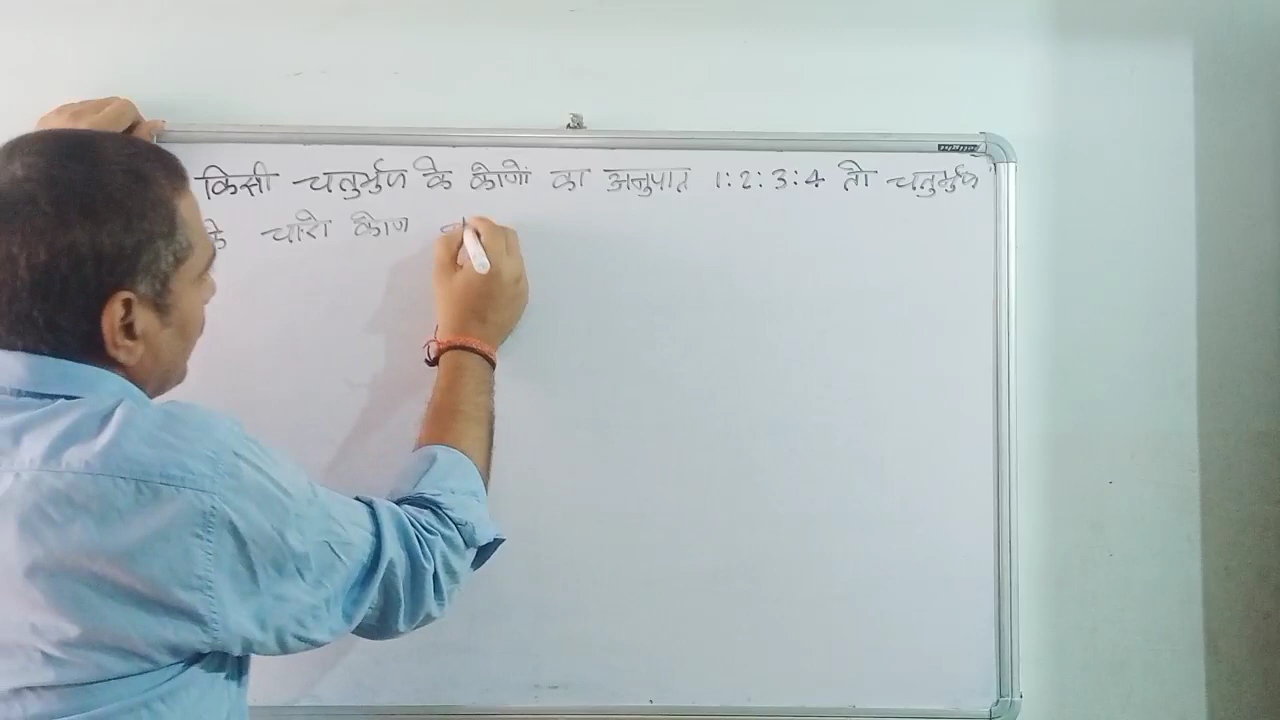 किसी चतुर्भुज के कोणों का अनुपात 1:2:3:4 तो चतुर्भुज
के चारो कोण